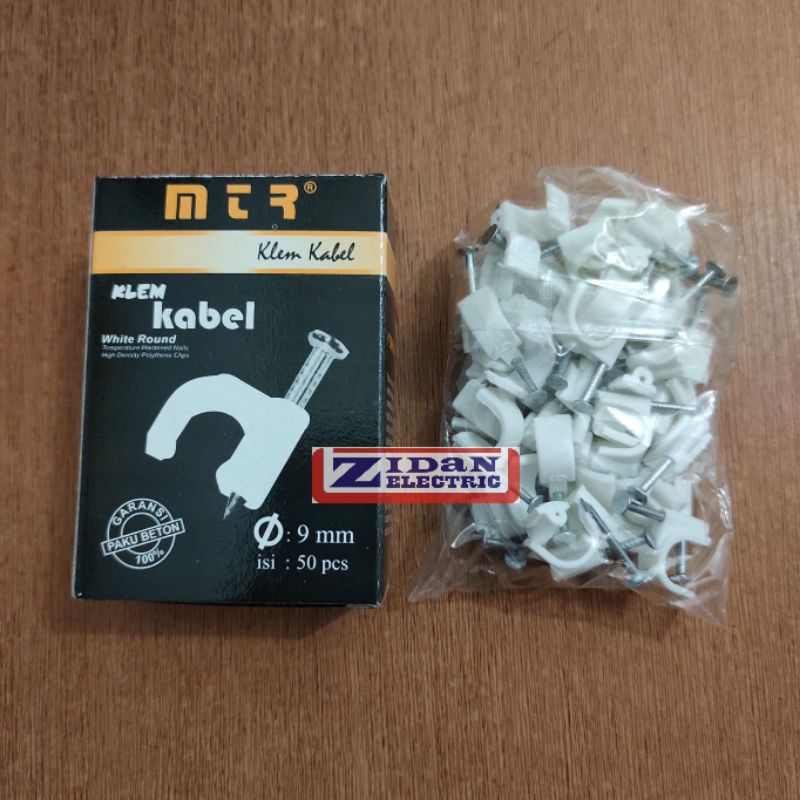 MTR®
Klem Kabel
KLEM
kabel
White Round
Temperature Hardened Nails
High Density Polythene Clips
GARANSI
PAKU BETON
100%
ZIDAN
ELECTRIC
Ø : 9 mm
isi : 50 pcs